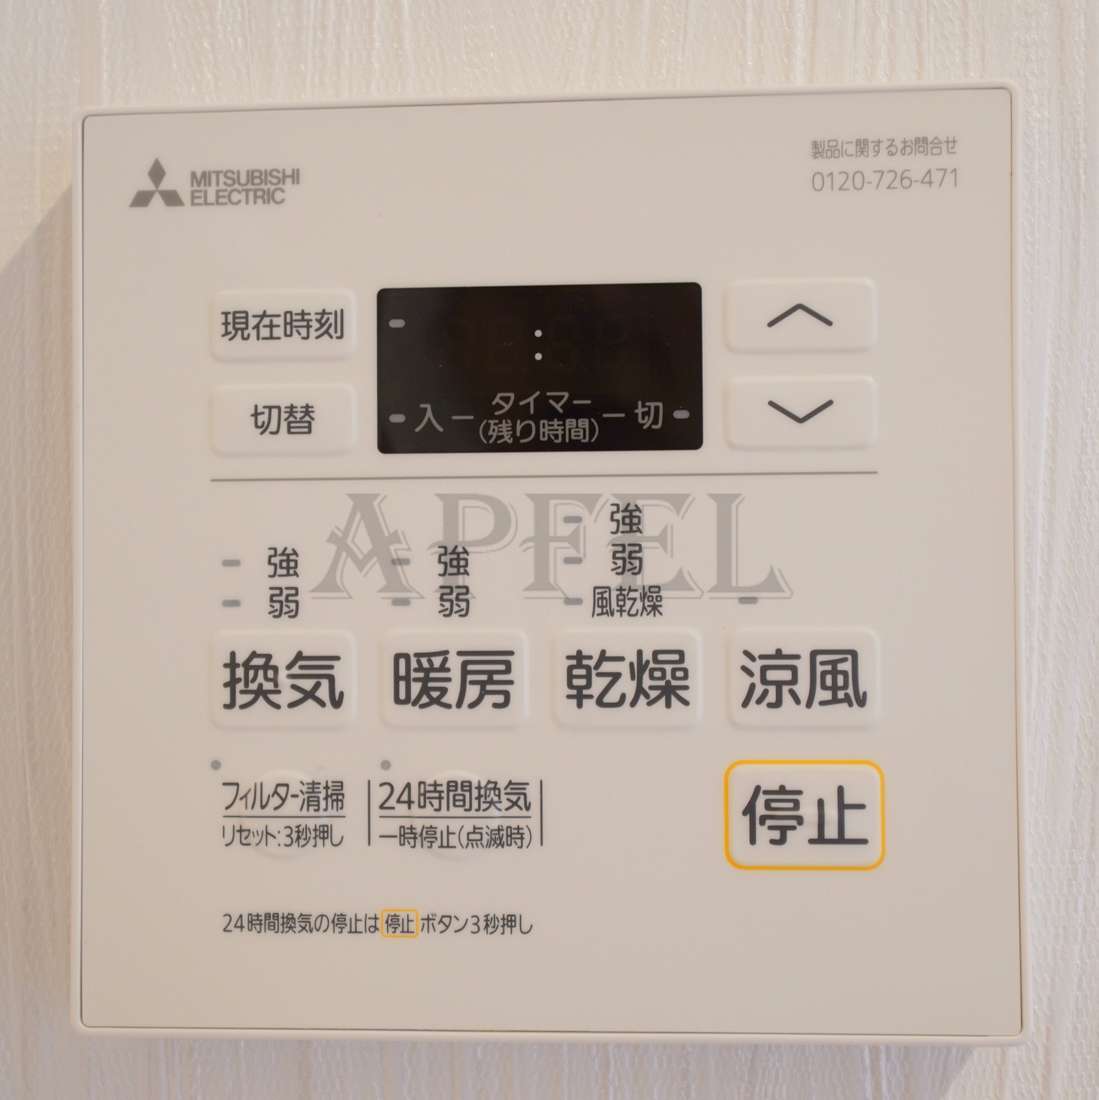 MITSUBISHI
ELECTRIC
製品に関するお問合せ
0120-726-471
現在時刻
切替
:
入 ー タイマー ー 切
(残り時間)
APFEL
強
弱
強
弱
強
弱
風乾燥
換気
暖房
乾燥
涼風
フィルター清掃
リセット:3秒押し
24時間換気
一時停止(点滅時)
停止
24時間換気の停止は停止ボタン3秒押し